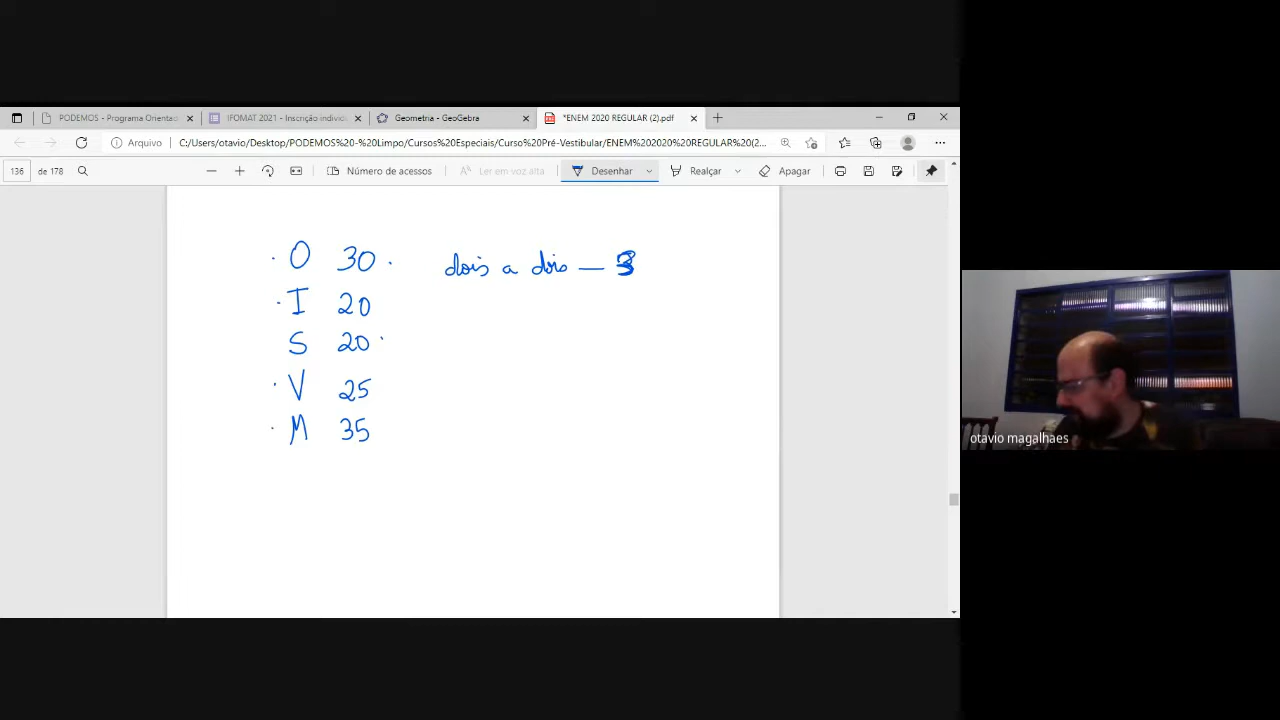 PODEMOS - Programa Orientac
IFOMAT 2021 - Inscrição individ
Geometria - GeoGebra
*ENEM 2020 REGULAR (2).pdf
Arquivo
C:/Users/otavio/Desktop/PODEMOS%20-%20Limpo/Cursos%20Especiais/Curso%20Pré-Vestibular/ENEM%202020%20REGULAR%20(2...
136 de 178
Número de acessos
Ler em voz alta
Desenhar
Realçar
Apagar
O 30 dois a dois —
I 20
S 20
V 25
M 35
otavio magalhaes